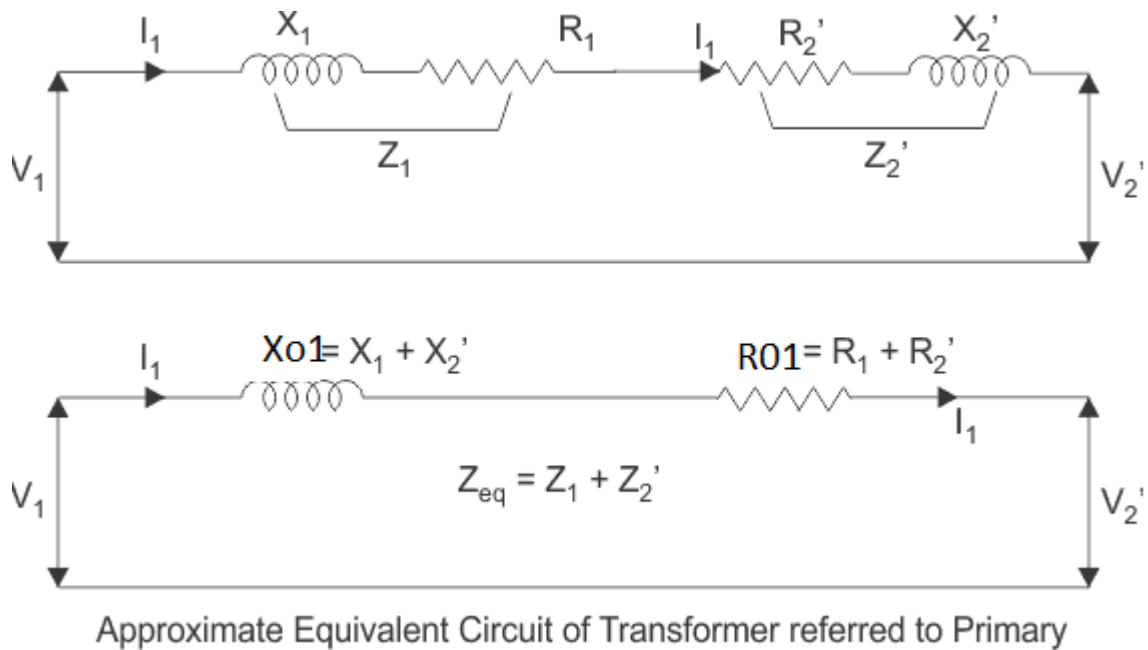 I₁ X₁ R₁ I₁ R₂' X₂'
Z₁ Z₂'
V₁ V₂'
I₁ Xo1= X₁ + X₂' RO1= R₁ + R₂'
I₁
Zeq = Z₁ + Z₂'
V₁ V₂'
Approximate Equivalent Circuit of Transformer referred to Primary